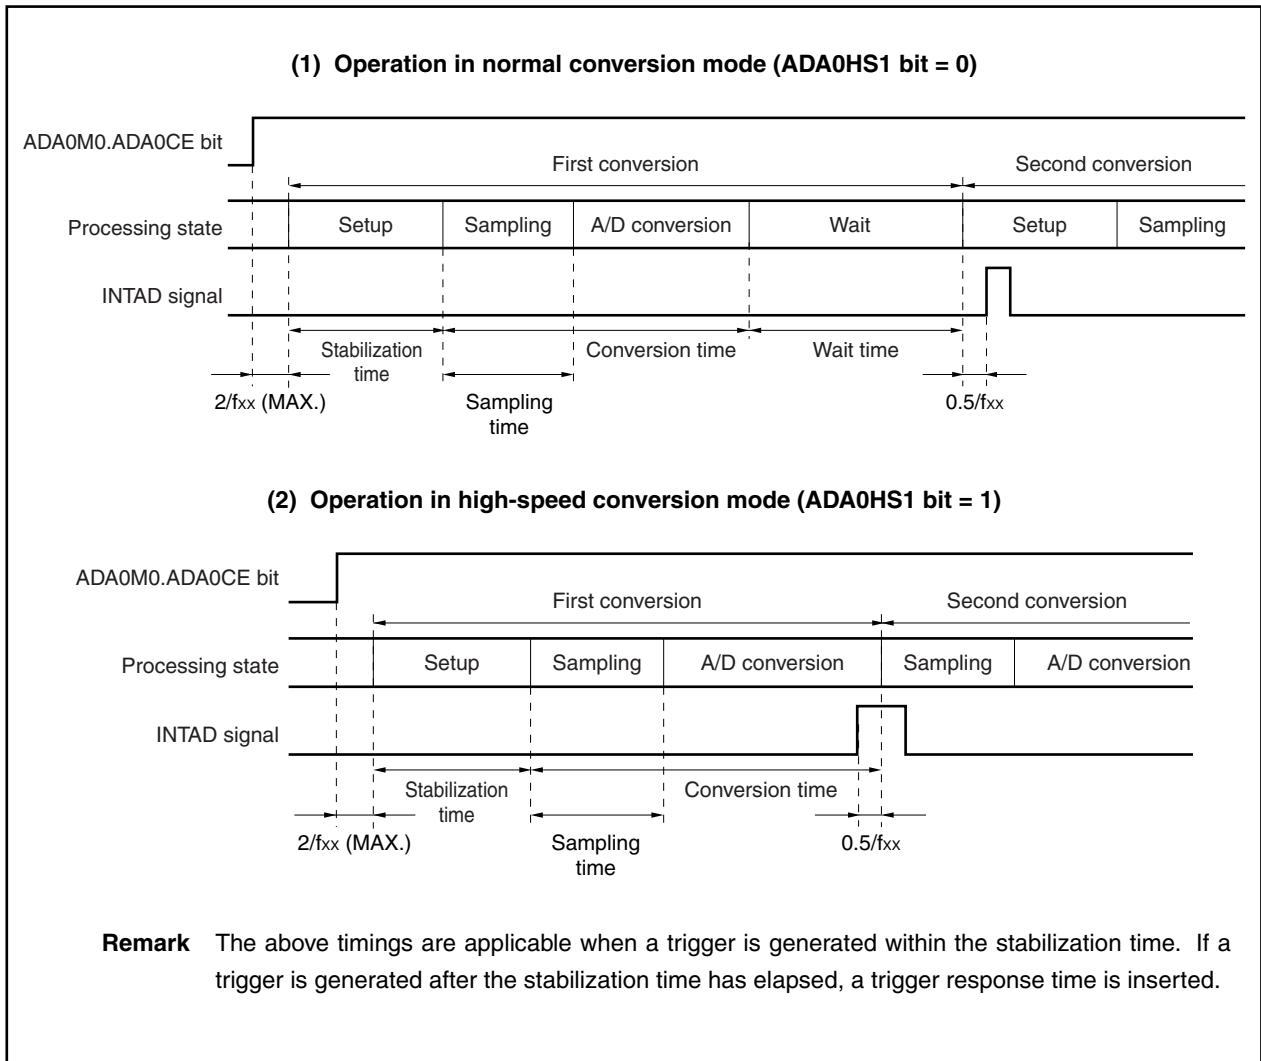 (1) Operation in normal conversion mode (ADA0HS1 bit = 0)
ADA0M0.ADA0CE bit
First conversion
Second conversion
Processing state
Setup
Sampling
A/D conversion
Wait
Setup
Sampling
INTAD signal
Stabilization
time
Conversion time
Wait time
2/fxx (MAX.)
Sampling
time
0.5/fxx
(2) Operation in high-speed conversion mode (ADA0HS1 bit = 1)
ADA0M0.ADA0CE bit
First conversion
Second conversion
Processing state
Setup
Sampling
A/D conversion
Sampling
A/D conversion
INTAD signal
Stabilization
time
Conversion time
2/fxx (MAX.)
Sampling
time
0.5/fxx
Remark The above timings are applicable when a trigger is generated within the stabilization time. If a
trigger is generated after the stabilization time has elapsed, a trigger response time is inserted.